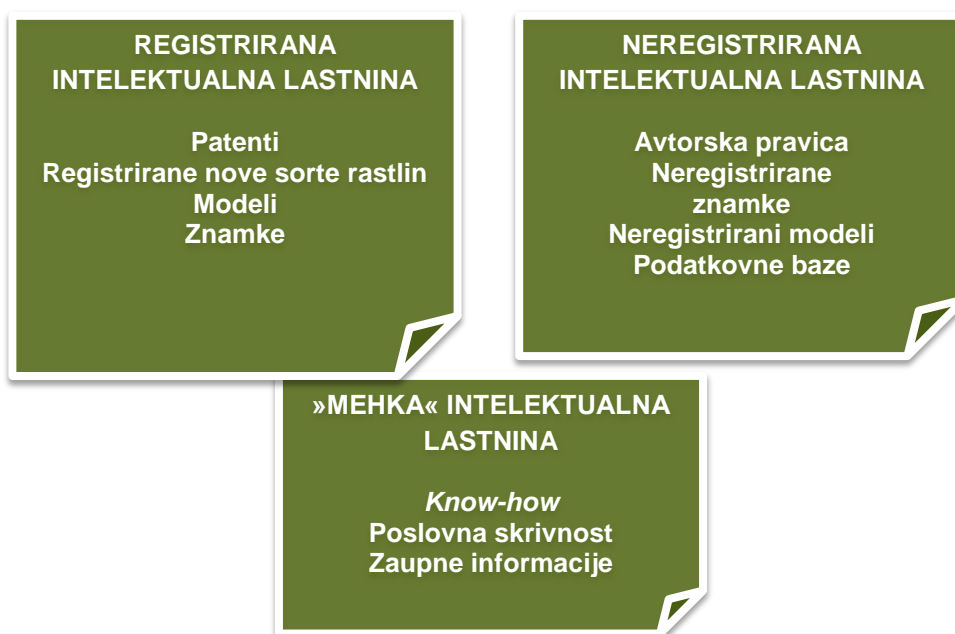 REGISTRIRANA
INTELEKTUALNA LASTNINA
Patenti
Registrirane nove sorte rastlin
Modeli
Znamke
NEREGISTRIRANA
INTELEKTUALNA LASTNINA
Avtorska pravica
Neregistrirane
znamke
Neregistrirani modeli
Podatkovne baze
»MEHKA« INTELEKTUALNA
LASTNINA
Know-how
Poslovna skrivnost
Zaupne informacije